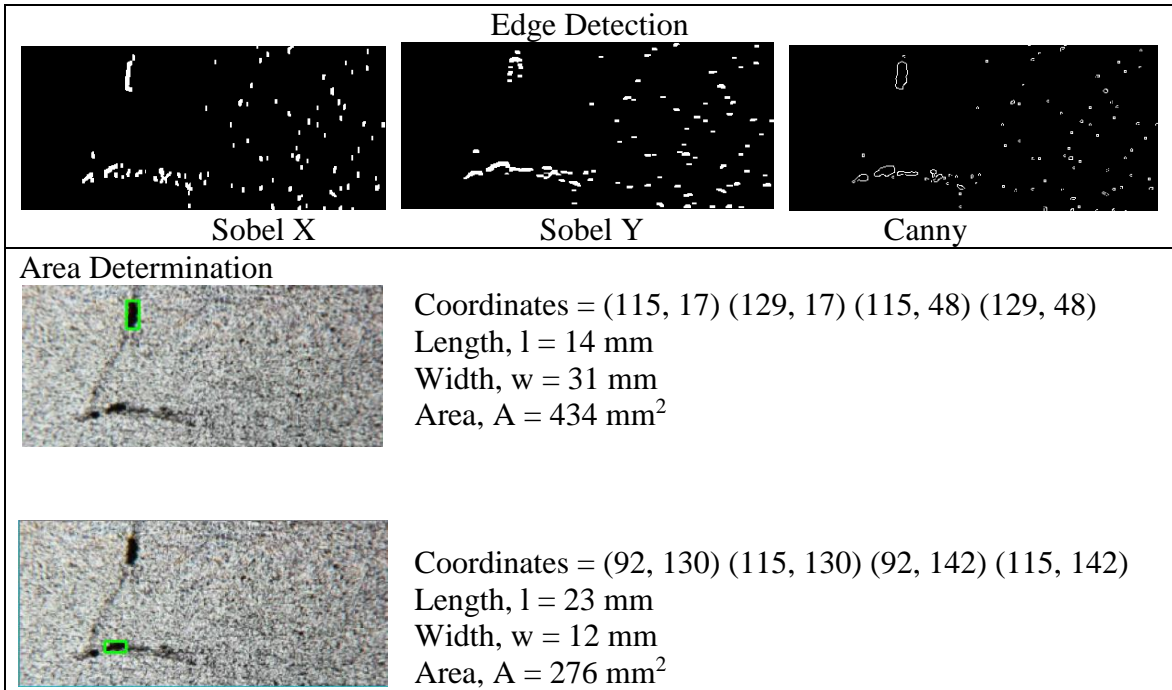 Edge Detection
Sobel X Sobel Y Canny
Area Determination
Coordinates = (115, 17) (129, 17) (115, 48) (129, 48)
Length, l = 14 mm
Width, w = 31 mm
Area, A = 434 mm²
Coordinates = (92, 130) (115, 130) (92, 142) (115, 142)
Length, l = 23 mm
Width, w = 12 mm
Area, A = 276 mm²